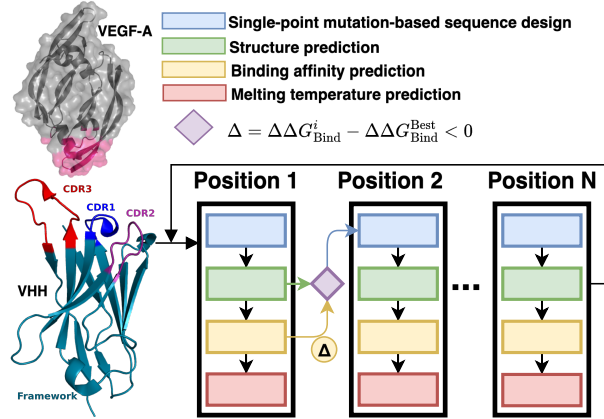 VEGF-A
Single-point mutation-based sequence design
Structure prediction
Binding affinity prediction
Melting temperature prediction
Δ = ΔΔG^i_Bind − ΔΔG^Best_Bind < 0
CDR3
CDR1
CDR2
VHH
Framework
Position 1
Position 2
Position N
...
Δ